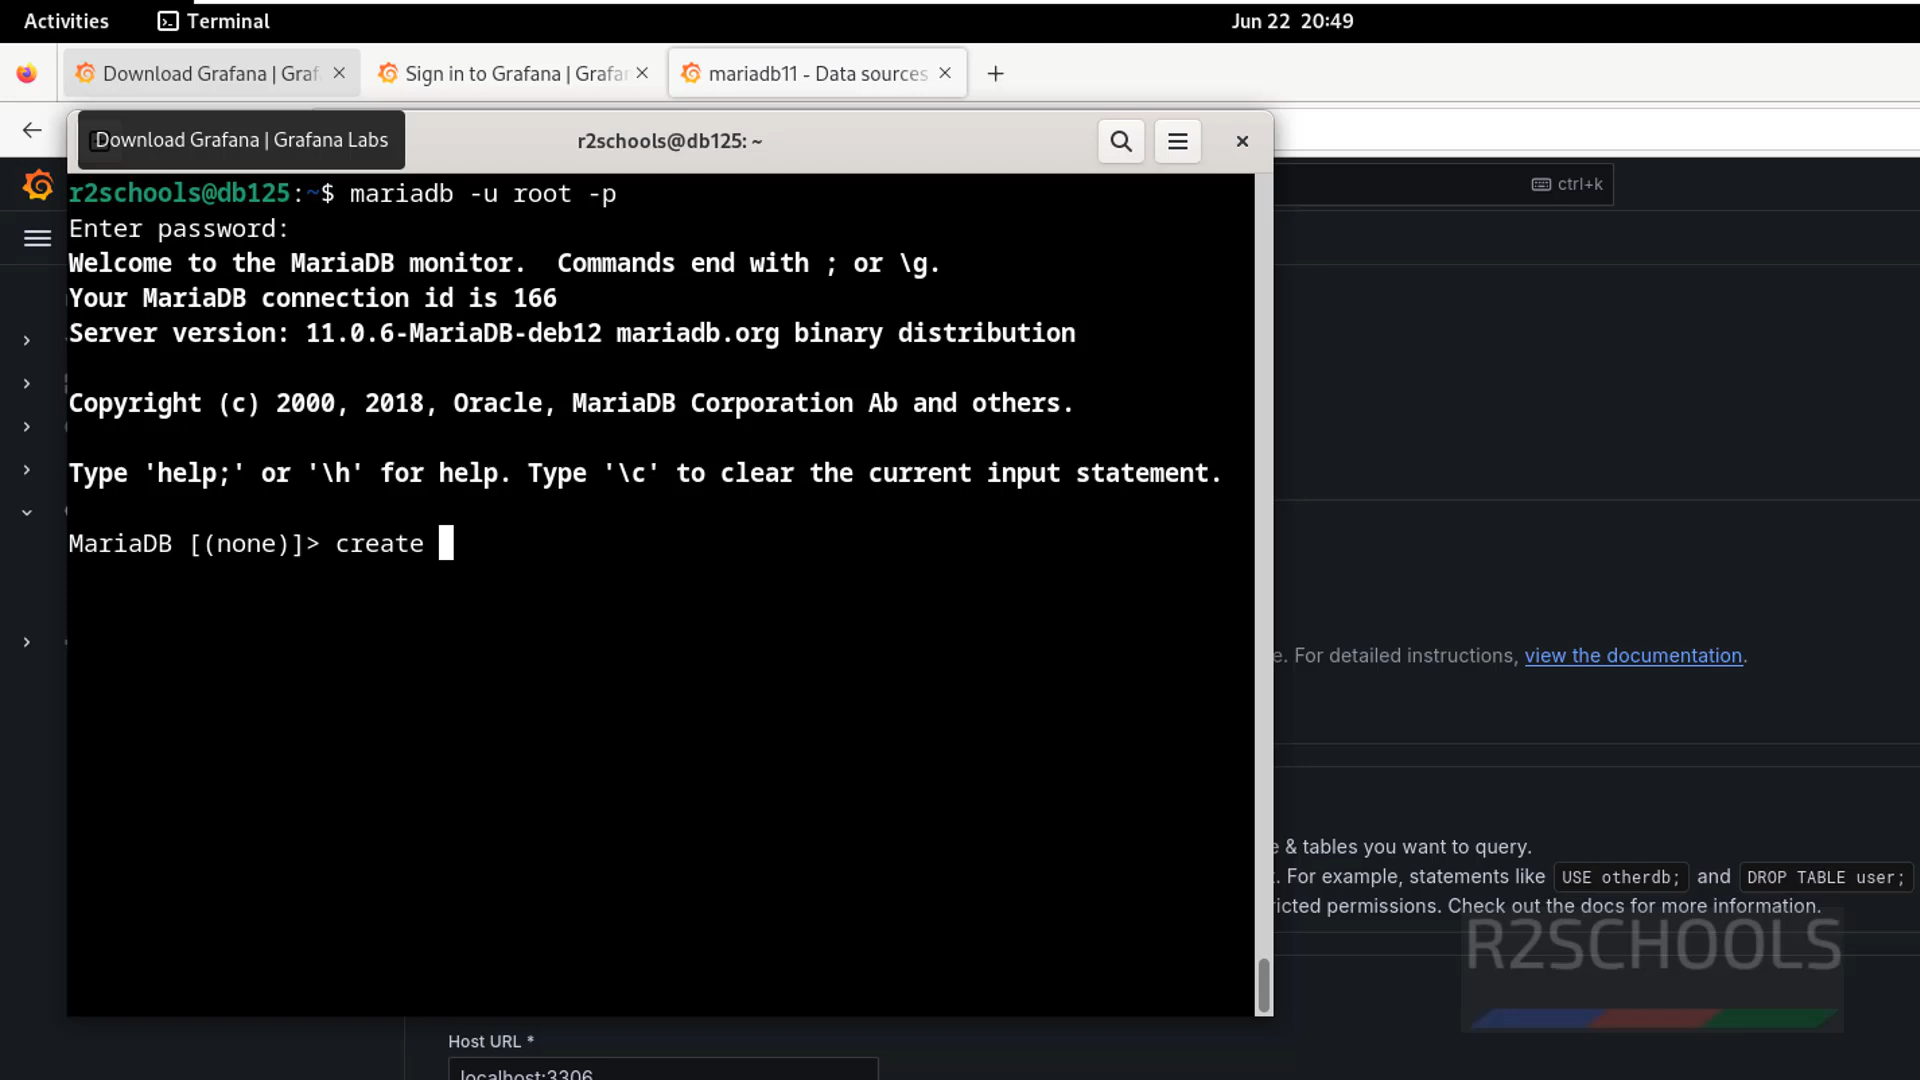 Activities Terminal Jun 22 20:49
Download Grafana | Graf Sign in to Grafana | Grafa mariadb11 - Data sources
Download Grafana | Grafana Labs r2schools@db125: ~
ctrl+k
r2schools@db125:~$ mariadb -u root -p
Enter password:
Welcome to the MariaDB monitor.  Commands end with ; or \g.
Your MariaDB connection id is 166
Server version: 11.0.6-MariaDB-deb12 mariadb.org binary distribution
Copyright (c) 2000, 2018, Oracle, MariaDB Corporation Ab and others.
Type 'help;' or '\h' for help. Type '\c' to clear the current input statement.
MariaDB [(none)]> create
e. For detailed instructions, view the documentation.
e & tables you want to query.
t. For example, statements like USE otherdb; and DROP TABLE user;
ricted permissions. Check out the docs for more information.
R2SCHOOLS
Host URL *
localhost:3306